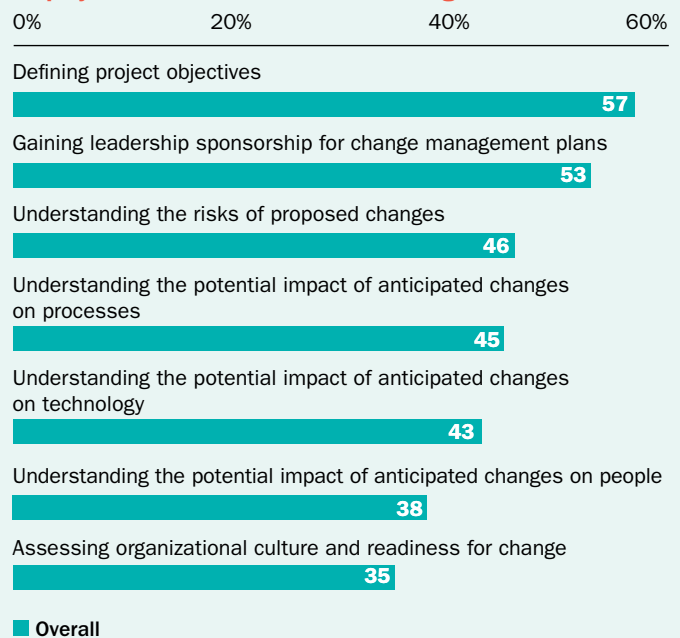 0% 20% 40% 60%
Defining project objectives
57
Gaining leadership sponsorship for change management plans
53
Understanding the risks of proposed changes
46
Understanding the potential impact of anticipated changes
on processes
45
Understanding the potential impact of anticipated changes
on technology
43
Understanding the potential impact of anticipated changes on people
38
Assessing organizational culture and readiness for change
35
Overall